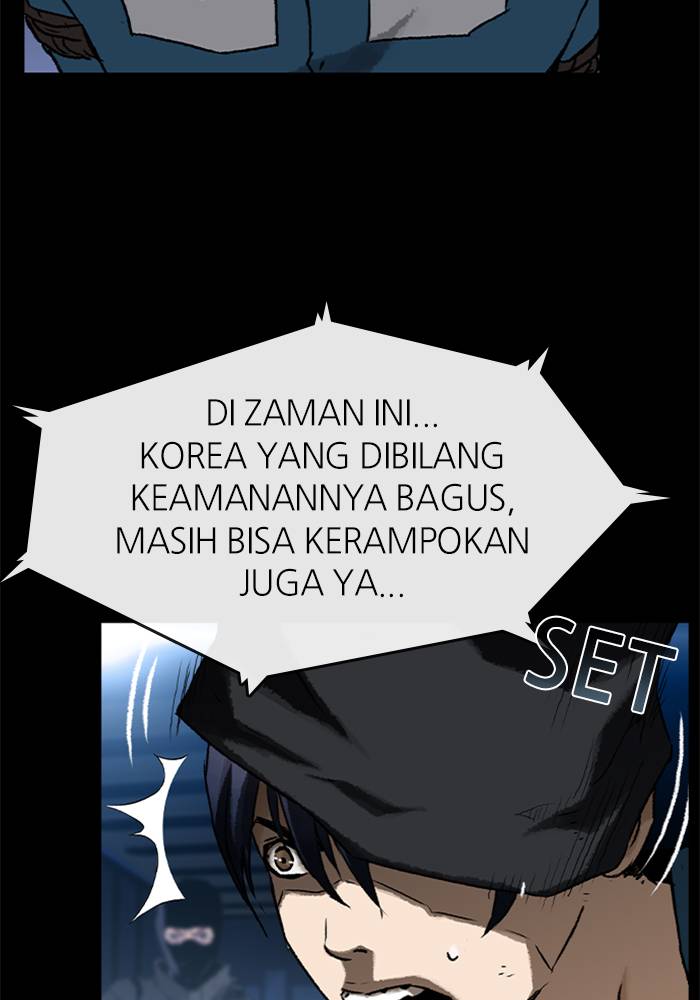 DI ZAMAN INI...
KOREA YANG DIBILANG
KEAMANANNYA BAGUS,
MASIH BISA KERAMPOKAN
JUGA YA...
SET